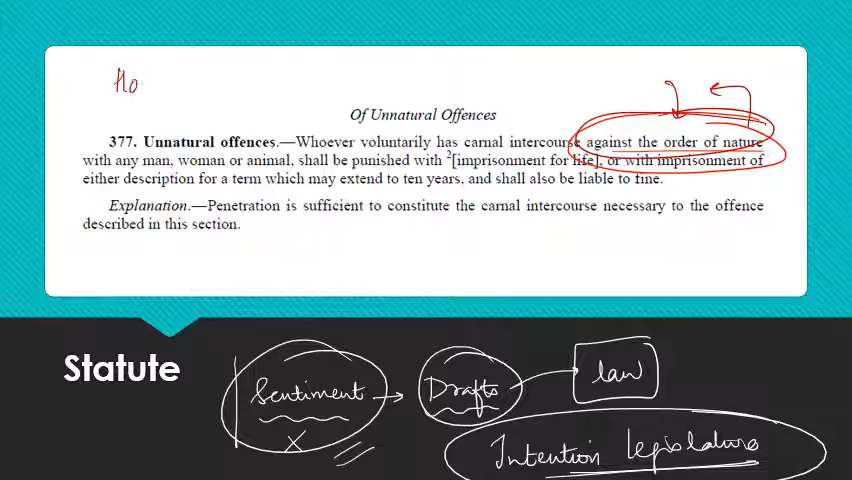 Ho
Of Unnatural Offences
377. Unnatural offences.—Whoever voluntarily has carnal intercourse against the order of nature
with any man, woman or animal, shall be punished with 2[imprisonment for life], or with imprisonment of
either description for a term which may extend to ten years, and shall also be liable to fine.
Explanation.—Penetration is sufficient to constitute the carnal intercourse necessary to the offence
described in this section.
Statute
Sentiment
Drafts
law
X
Intention legislature